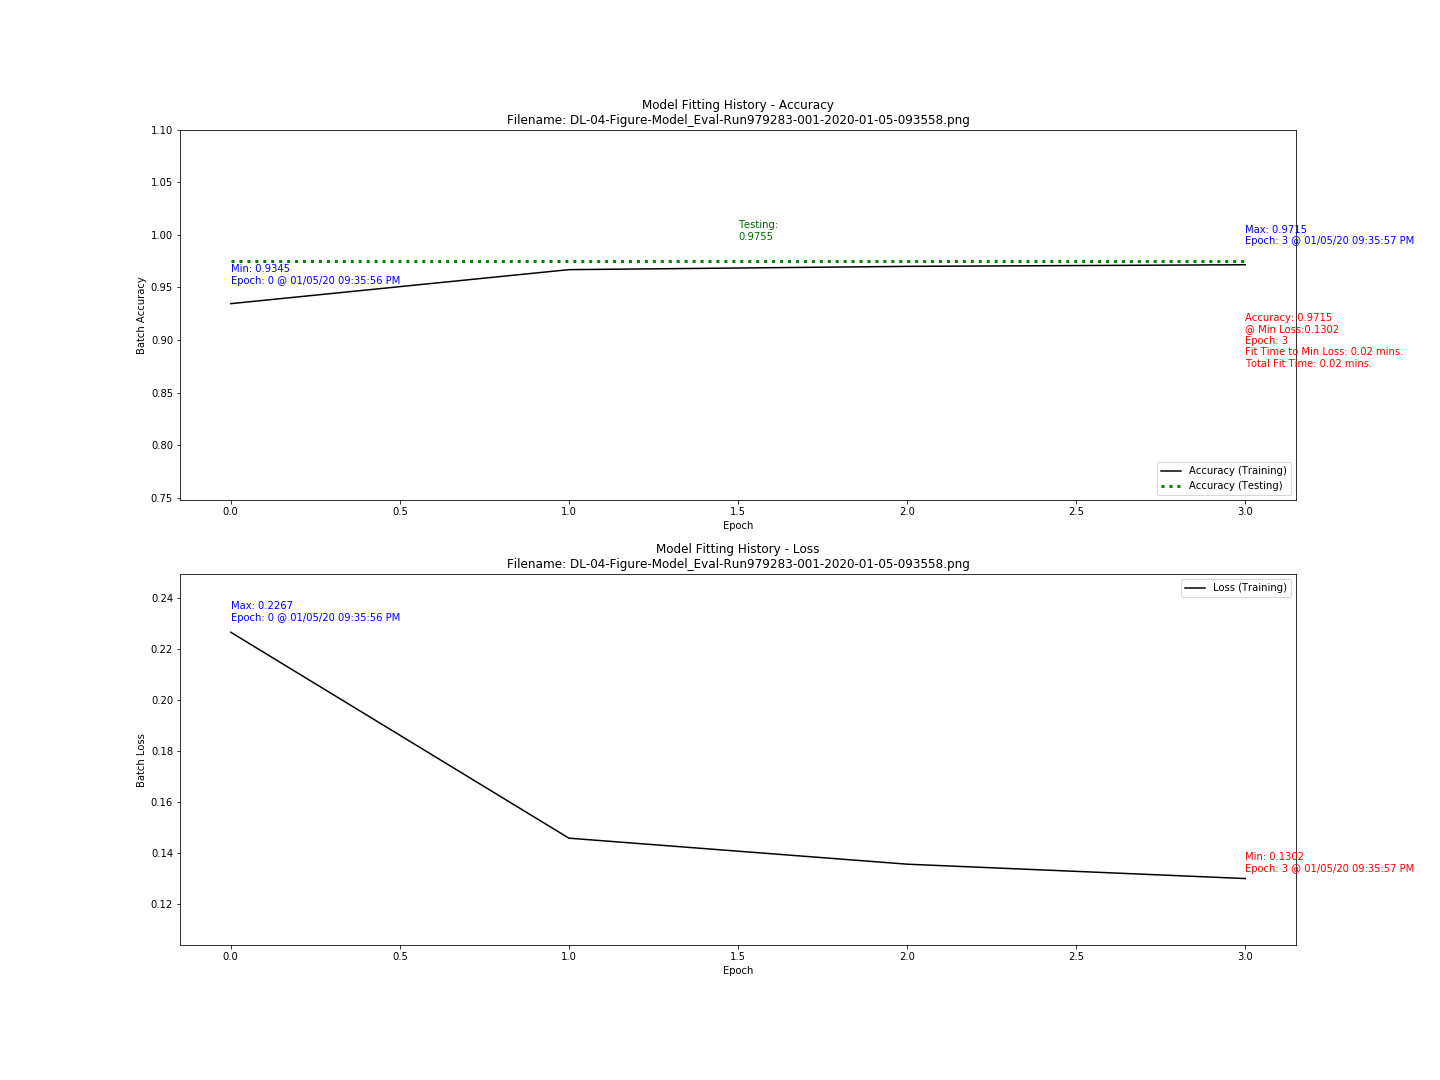 Model Fitting History - Accuracy
Filename: DL-04-Figure-Model_Eval-Run979283-001-2020-01-05-093558.png
1.10
1.05
1.00
0.95
0.90
0.85
0.80
0.75
Batch Accuracy
Testing:
0.9755
Max: 0.9715
Epoch: 3 @ 01/05/20 09:35:57 PM
Min: 0.9345
Epoch: 0 @ 01/05/20 09:35:56 PM
Accuracy: 0.9715
@ Min Loss:0.1302
Epoch: 3
Fit Time to Min Loss: 0.02 mins.
Total Fit Time: 0.02 mins.
Accuracy (Training)
Accuracy (Testing)
0.0 0.5 1.0 1.5 2.0 2.5 3.0
Epoch
Model Fitting History - Loss
Filename: DL-04-Figure-Model_Eval-Run979283-001-2020-01-05-093558.png
0.24
0.22
0.20
0.18
0.16
0.14
0.12
Batch Loss
Loss (Training)
Max: 0.2267
Epoch: 0 @ 01/05/20 09:35:56 PM
Min: 0.1302
Epoch: 3 @ 01/05/20 09:35:57 PM
0.0 0.5 1.0 1.5 2.0 2.5 3.0
Epoch